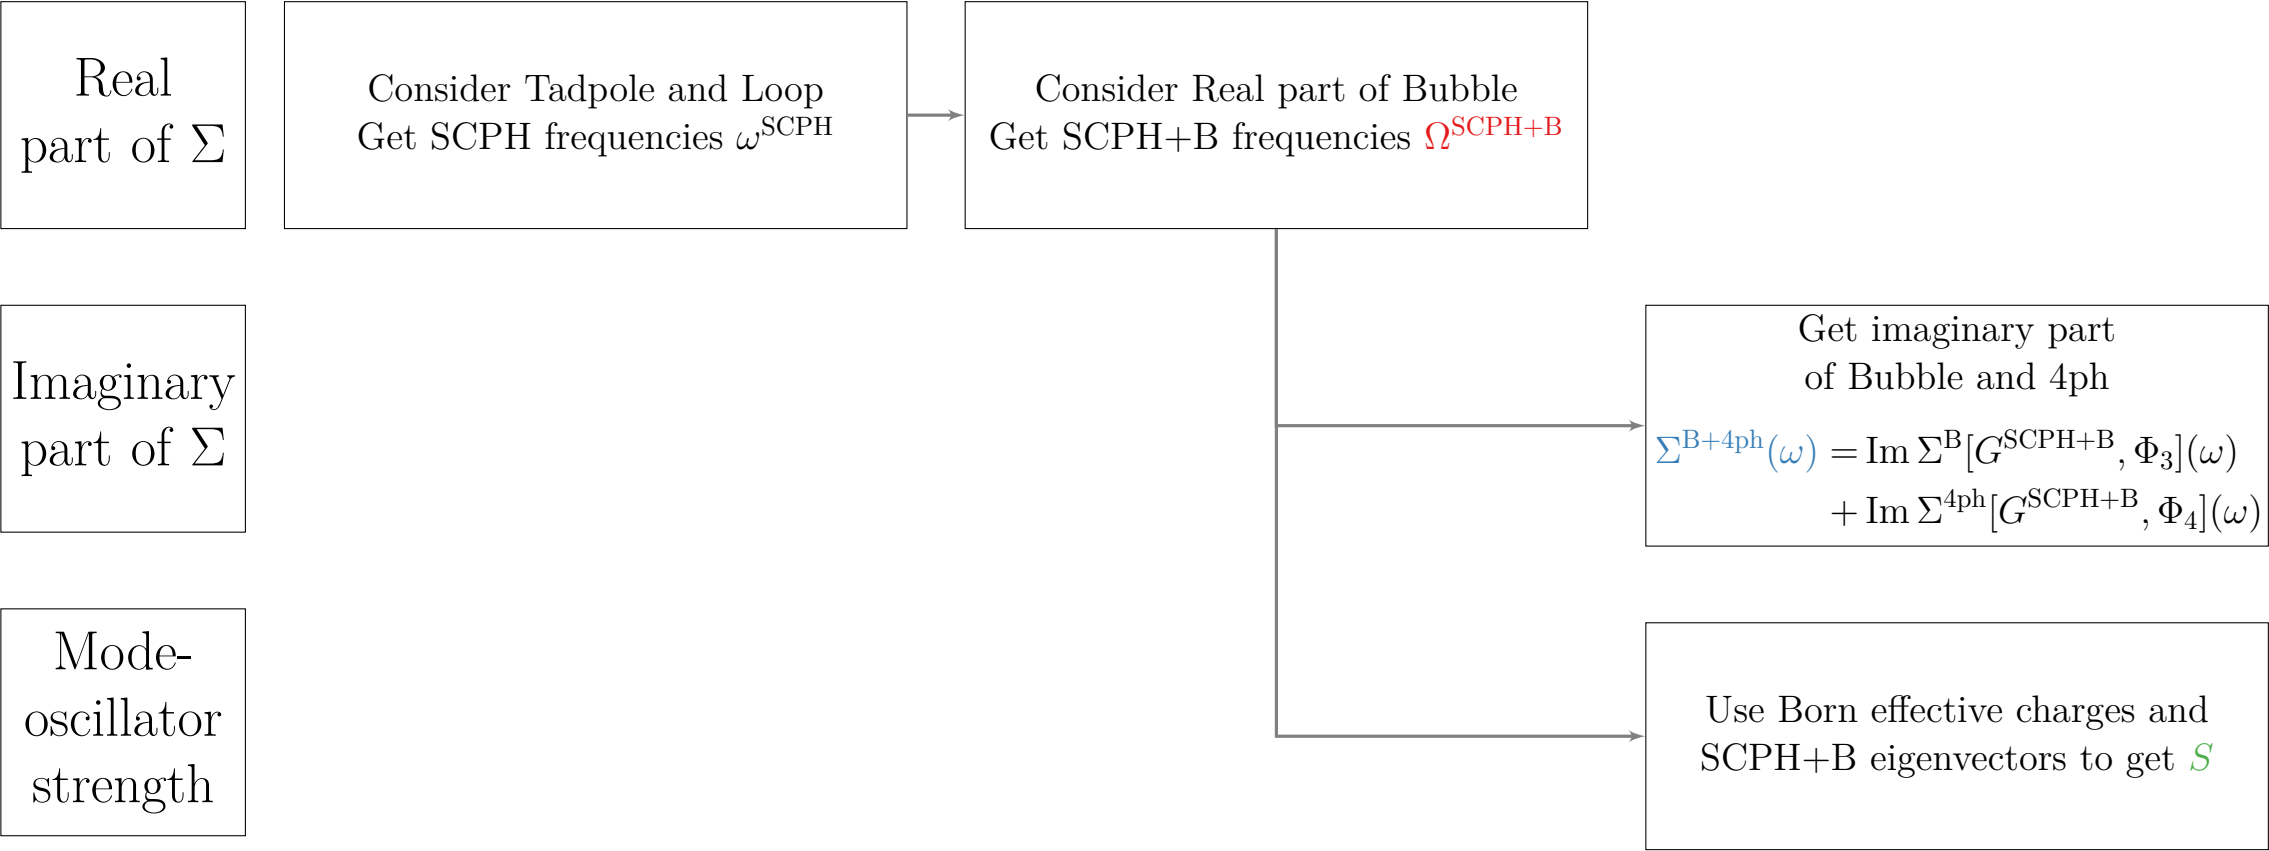 Real
part of Σ
Consider Tadpole and Loop
Get SCPH frequencies ω^SCPH
Consider Real part of Bubble
Get SCPH+B frequencies Ω^SCPH+B
Imaginary
part of Σ
Get imaginary part
of Bubble and 4ph
Σ^B+4ph(ω) = Im Σ^B[G^SCPH+B, Φ₃](ω)
+ Im Σ^4ph[G^SCPH+B, Φ₄](ω)
Mode-
oscillator
strength
Use Born effective charges and
SCPH+B eigenvectors to get S